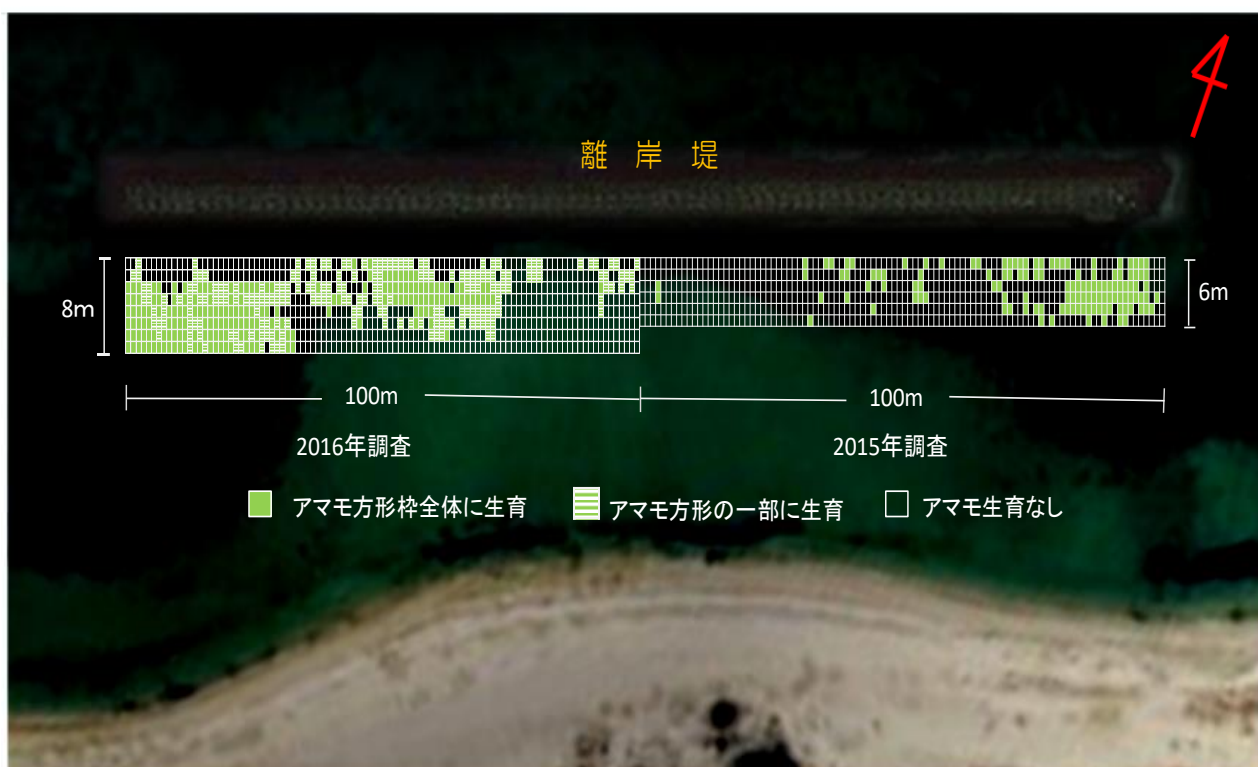 離岸堤
8m
6m
100m
100m
2016年調査
2015年調査
アマモ方形枠全体に生育
アマモ方形の一部に生育
アマモ生育なし